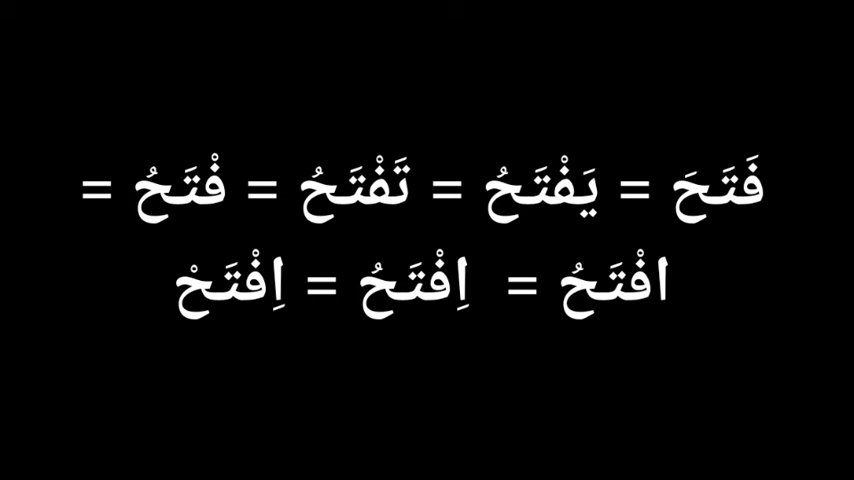 فَتَحَ = يَفْتَحُ = تَفْتَحُ = فْتَحُ =
افْتَحُ = اِفْتَحُ = اِفْتَحْ